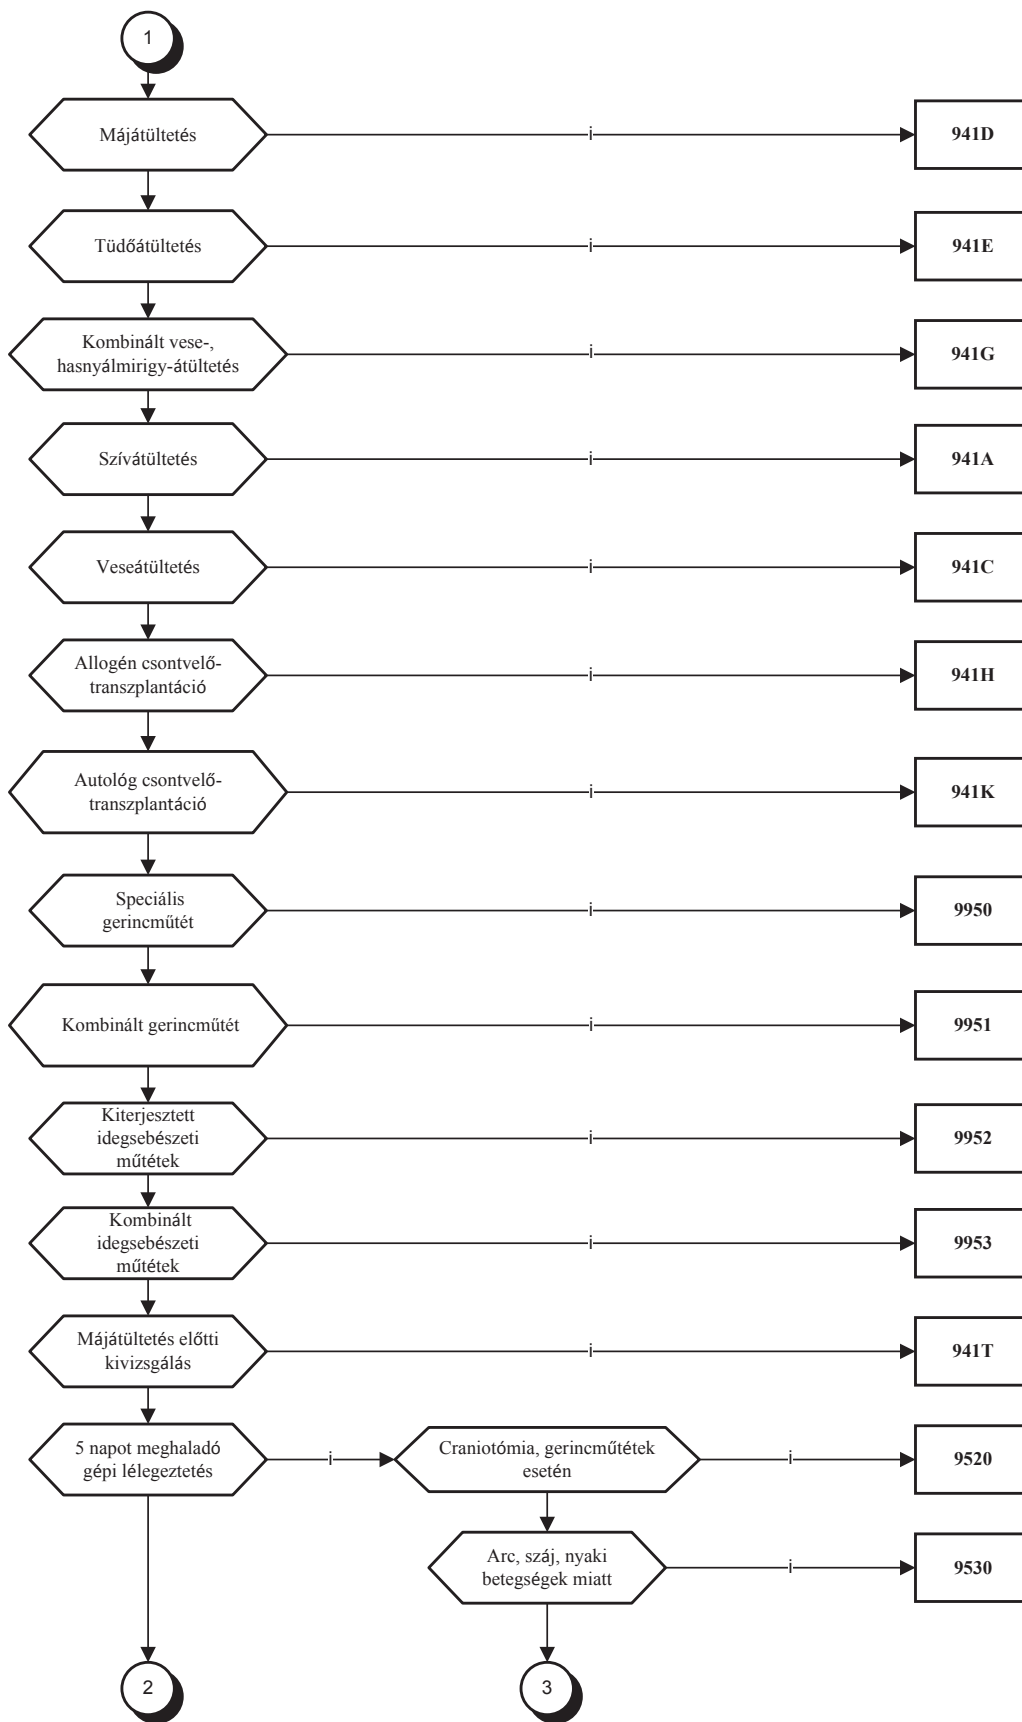 1
Májátültetés
i
941D
Tüdőátültetés
i
941E
Kombinált vese-,
hasnyálmirigy-átültetés
i
941G
Szívátültetés
i
941A
Veseátültetés
i
941C
Allogén csontvelő-
transzplantáció
i
941H
Autológ csontvelő-
transzplantáció
i
941K
Speciális
gerincműtét
i
9950
Kombinált gerincműtét
i
9951
Kiterjesztett
idegsebészeti
műtétek
i
9952
Kombinált
idegsebészeti
műtétek
i
9953
Májátültetés előtti
kivizsgálás
i
941T
5 napot meghaladó
gépi lélegeztetés
i
Craniotómia, gerincműtétek
esetén
i
9520
Arc, száj, nyaki
betegségek miatt
i
9530
2
3